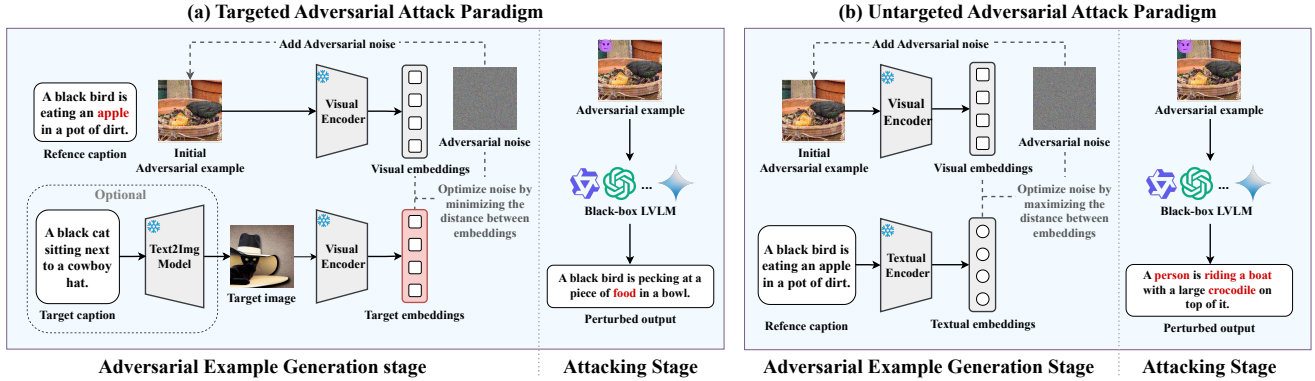 (a) Targeted Adversarial Attack Paradigm
Add Adversarial noise
A black bird is
eating an apple
in a pot of dirt.
Refence caption
Initial
Adversarial example
Visual
Encoder
Visual embeddings
Adversarial noise
Optimize noise by
minimizing the
distance between
embeddings
Optional
A black cat
sitting next
to a cowboy
hat.
Target caption
Text2Img
Model
Target image
Visual
Encoder
Target embeddings
Adversarial example
...
Black-box LVLM
A black bird is pecking at a
piece of food in a bowl.
Perturbed output
Adversarial Example Generation stage
Attacking Stage
(b) Untargeted Adversarial Attack Paradigm
Add Adversarial noise
Initial
Adversarial example
Visual
Encoder
Visual embeddings
Adversarial noise
Optimize noise by
maximizing the
distance between
embeddings
A black bird is
eating an apple
in a pot of dirt.
Refence caption
Textual
Encoder
Textual embeddings
Adversarial example
...
Black-box LVLM
A person is riding a boat
with a large crocodile on
top of it.
Perturbed output
Adversarial Example Generation Stage
Attacking Stage